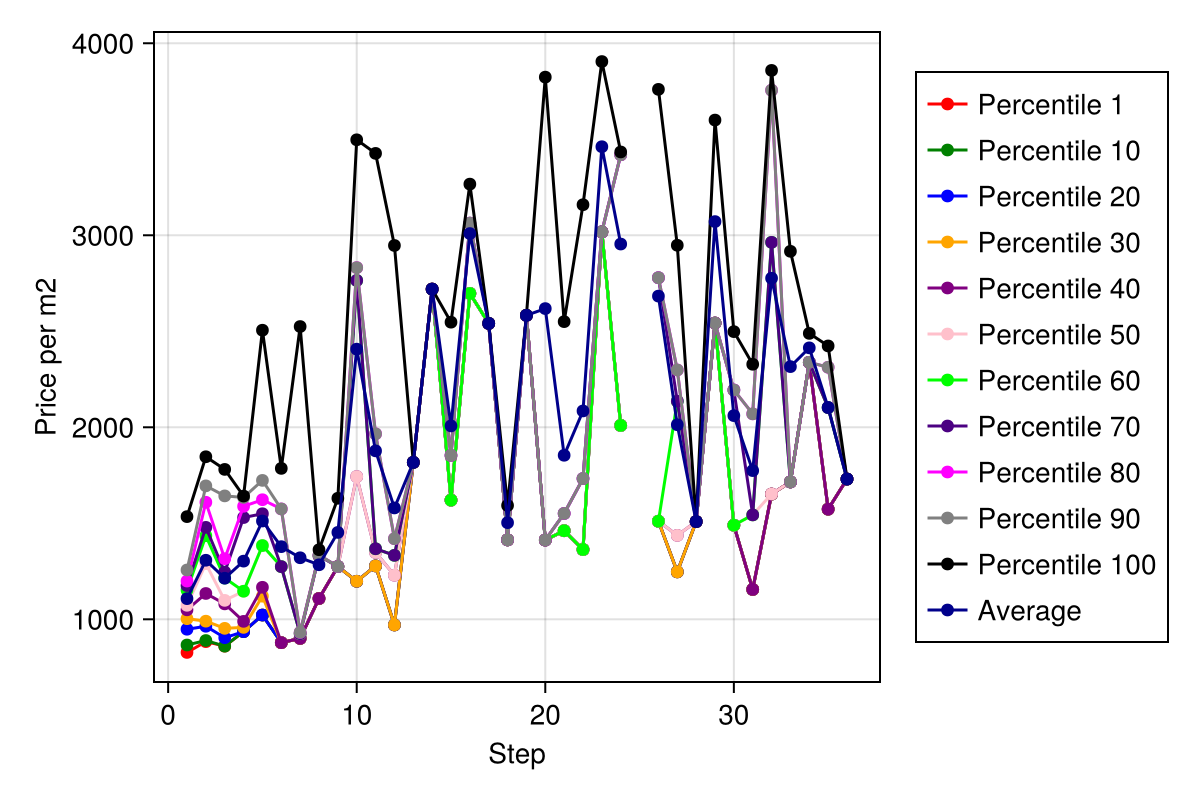 4000
3000
2000
1000
Price per m2
0
10
20
30
Step
Percentile 1
Percentile 10
Percentile 20
Percentile 30
Percentile 40
Percentile 50
Percentile 60
Percentile 70
Percentile 80
Percentile 90
Percentile 100
Average